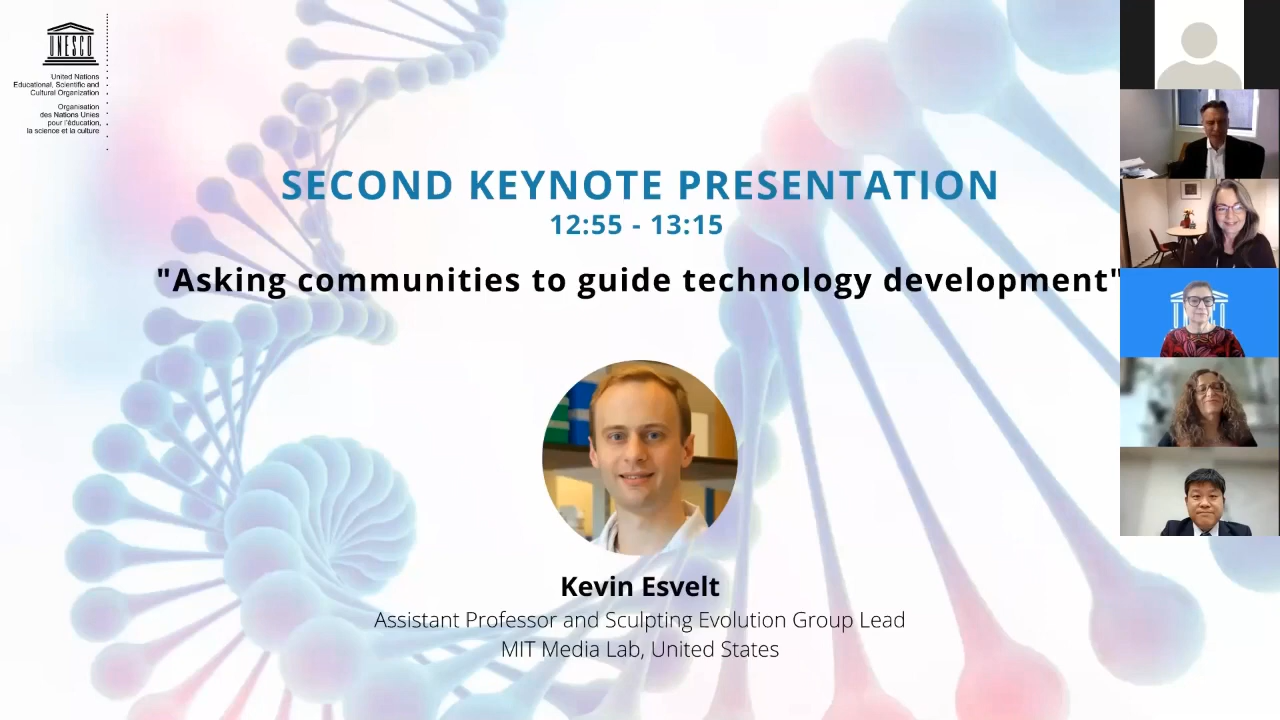 UNESCO
United Nations
Educational, Scientific and
Cultural Organization
Organisation
des Nations Unies
pour l'éducation,
la science et la culture
SECOND KEYNOTE PRESENTATION
12:55 - 13:15
"Asking communities to guide technology development"
Kevin Esvelt
Assistant Professor and Sculpting Evolution Group Lead
MIT Media Lab, United States